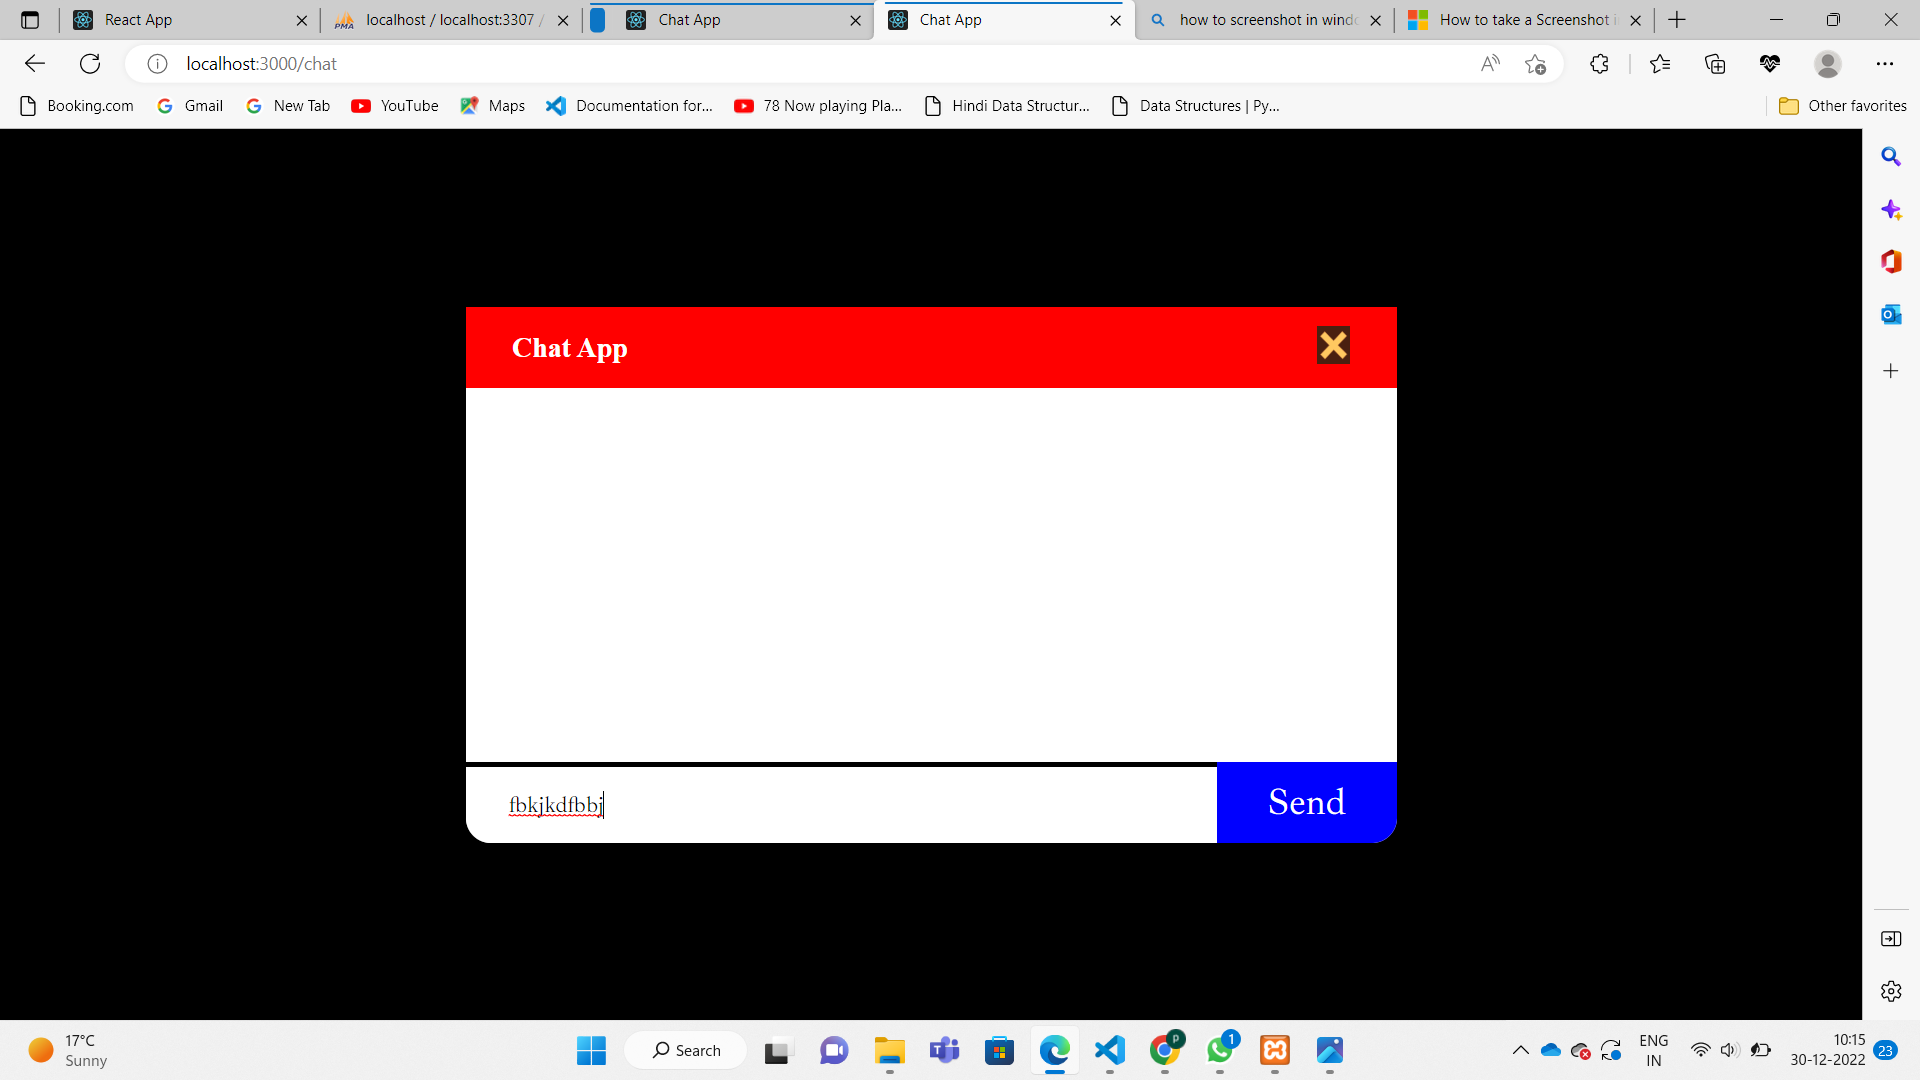 React App
localhost / localhost:3307 /
Chat App
Chat App
how to screenshot in windo
How to take a Screenshot i
localhost:3000/chat
Booking.com
Gmail
New Tab
YouTube
Maps
Documentation for...
78 Now playing Pla...
Hindi Data Structur...
Data Structures | Py...
Other favorites
Chat App
fbkjkdfbbj
Send
17°C
Sunny
Search
P
1
ENG
IN
10:15
30-12-2022
23